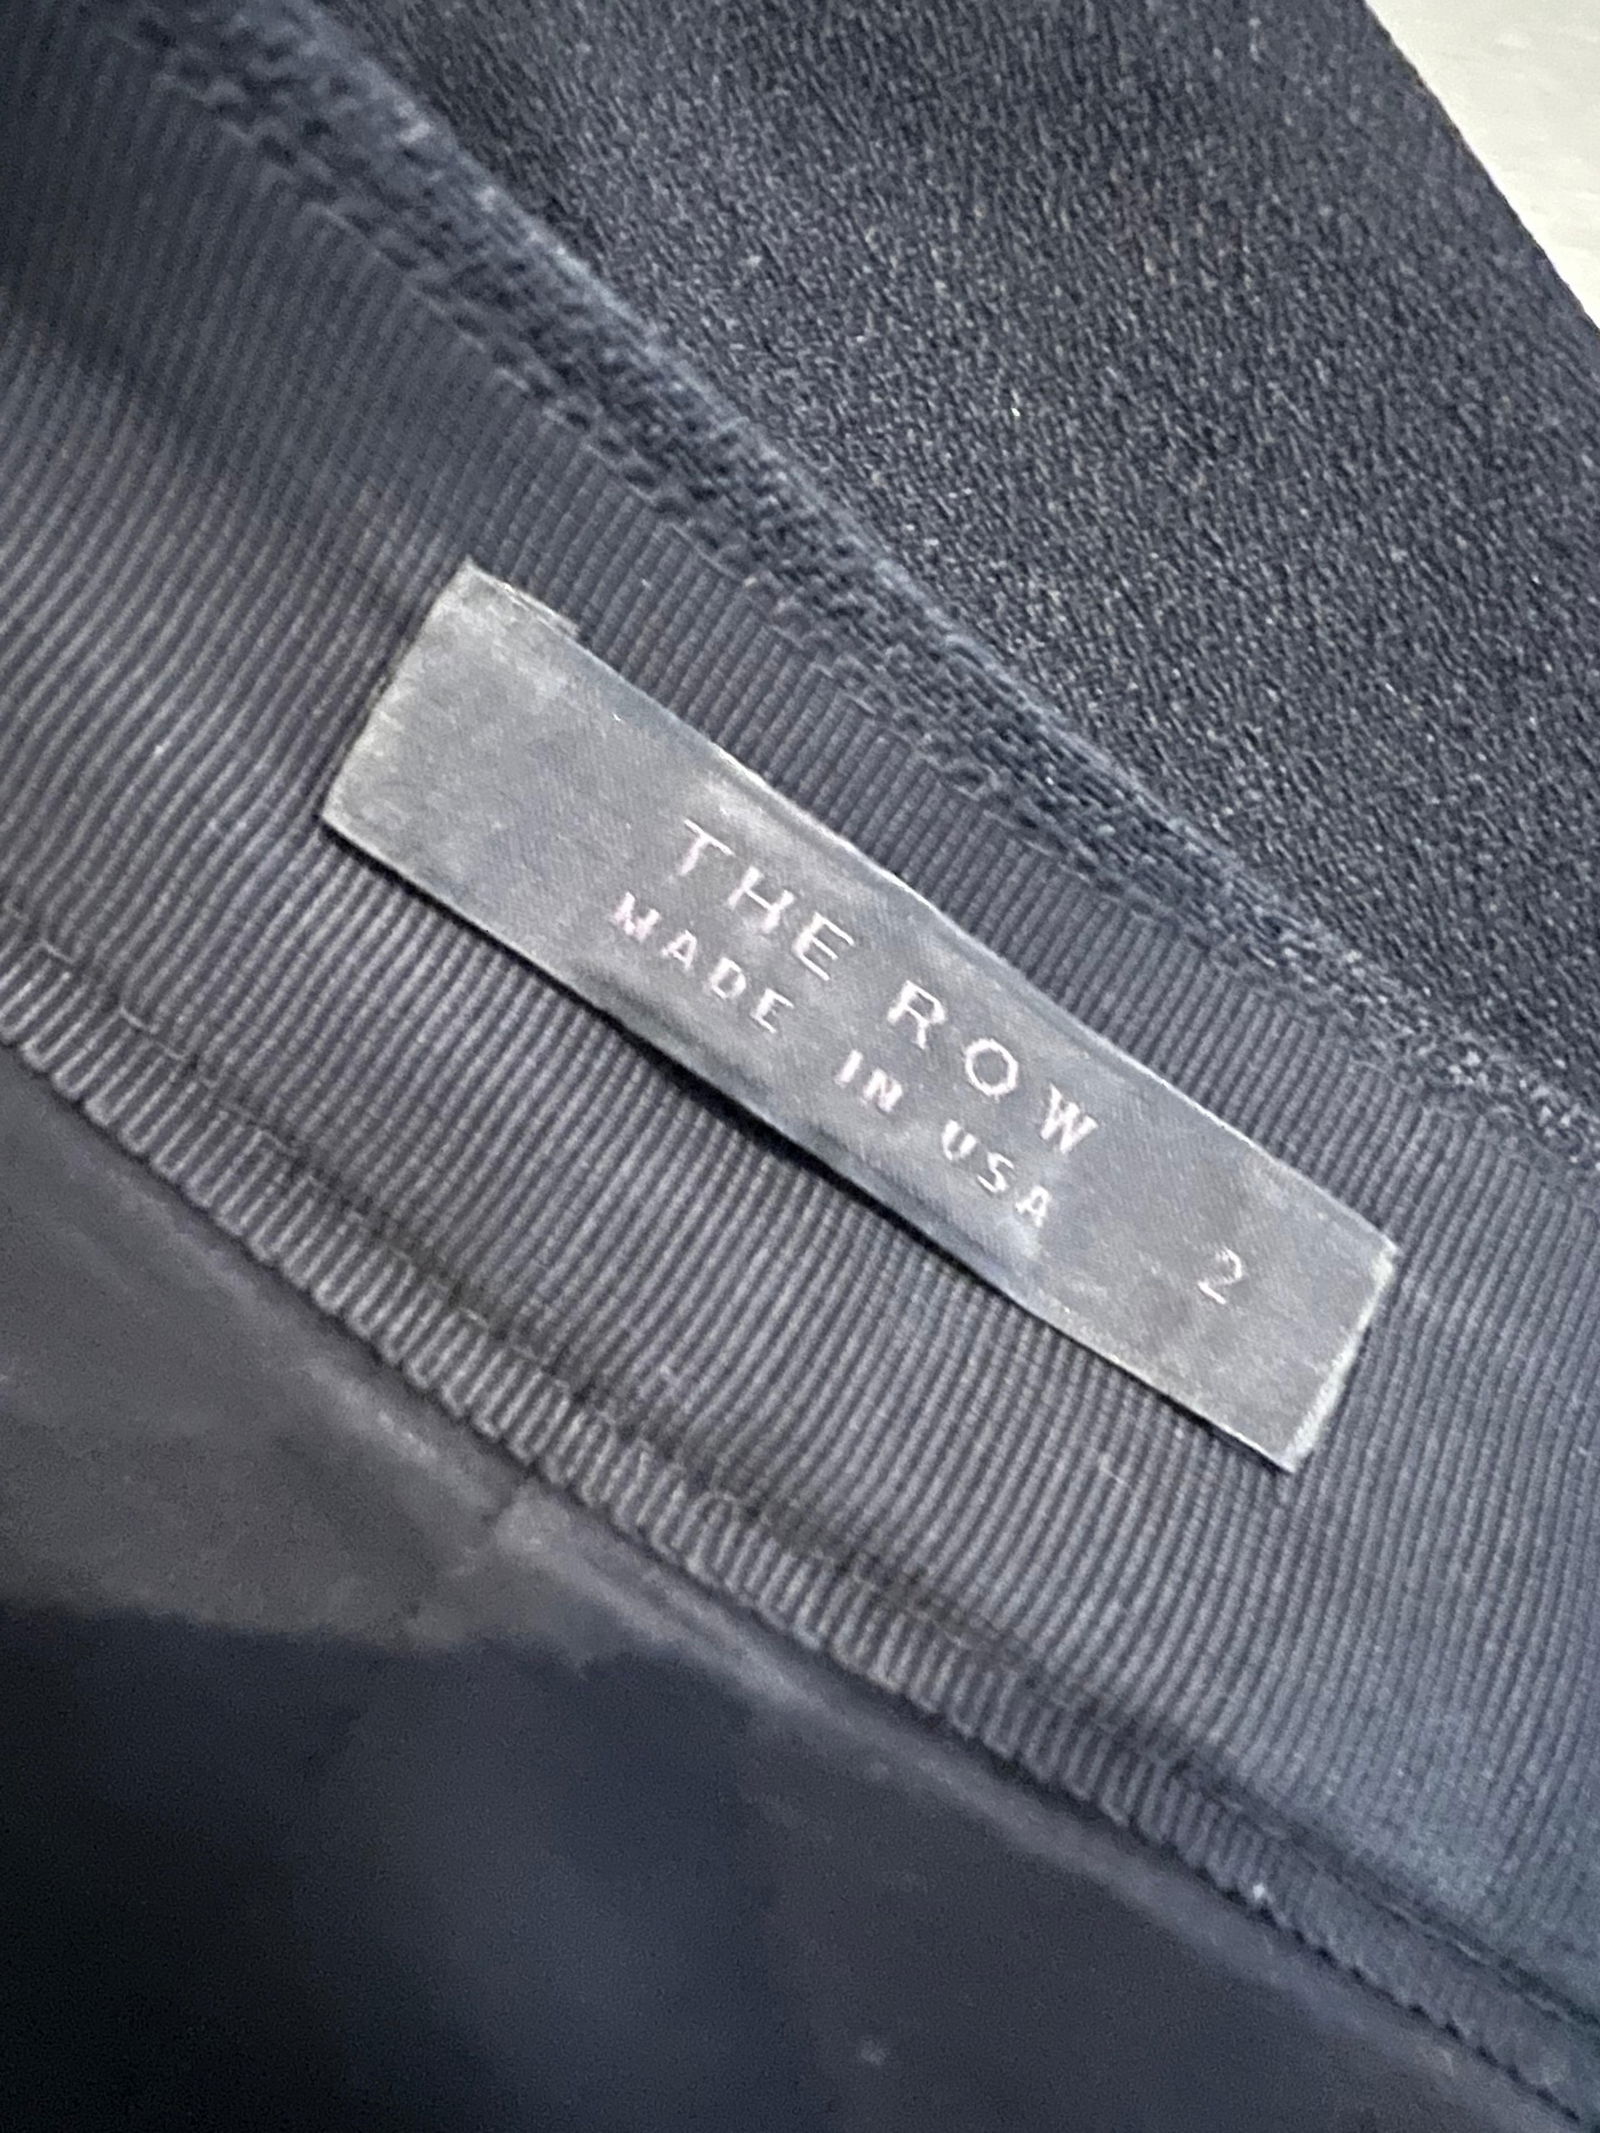 THE ROW
MADE IN USA
2